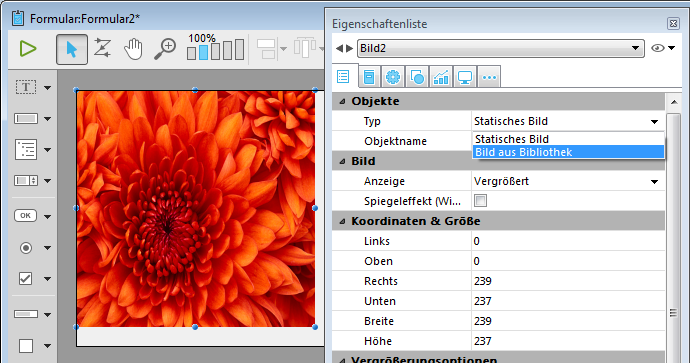 Formular:Formular2*
100%
T
OK
Eigenschaftenliste
Bild2
Objekte
Typ Statisches Bild
Objektname Statisches Bild
Bild aus Bibliothek
Bild
Anzeige Vergrößert
Spiegeleffekt (Wi...
Koordinaten & Größe
Links 0
Oben 0
Rechts 239
Unten 237
Breite 239
Höhe 237
Vergrößerungsoptionen